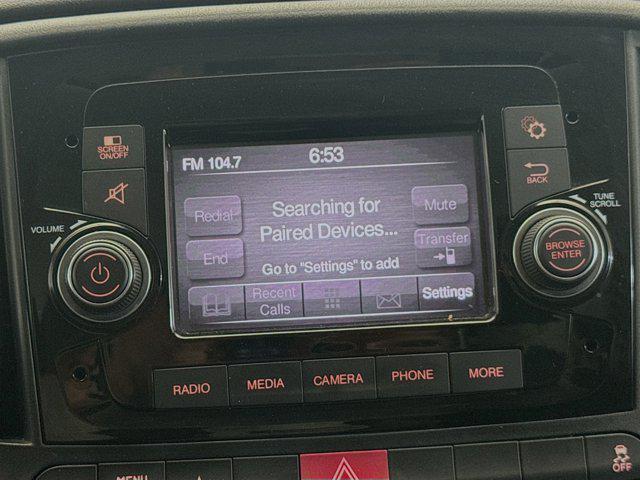 FM 104.7
6:53
SCREEN
ON/OFF
BACK
Redial
Searching for
Paired Devices...
Mute
End
Transfer
Go to "Settings" to add
Recent
Calls
Settings
VOLUME
TUNE
SCROLL
BROWSE
ENTER
RADIO
MEDIA
CAMERA
PHONE
MORE
MENU
OFF